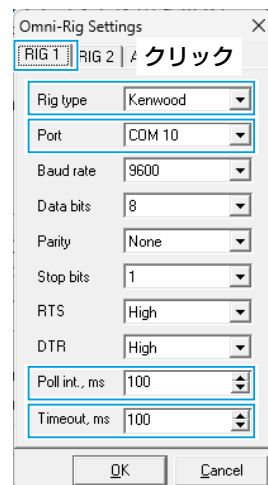 Omni-Rig Settings
RIG 1 RIG 2 クリック
Rig type Kenwood
Port COM 10
Baud rate 9600
Data bits 8
Parity None
Stop bits 1
RTS High
DTR High
Poll int., ms 100
Timeout, ms 100
OK Cancel